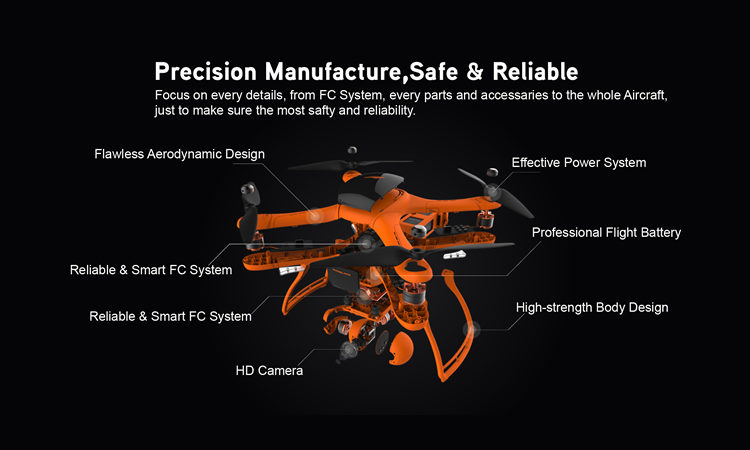 Precision Manufacture,Safe & Reliable
Focus on every details, from FC System, every parts and accessaries to the whole Aircraft,
just to make sure the most safty and reliability.
Flawless Aerodynamic Design
Effective Power System
Professional Flight Battery
Reliable & Smart FC System
High-strength Body Design
Reliable & Smart FC System
HD Camera